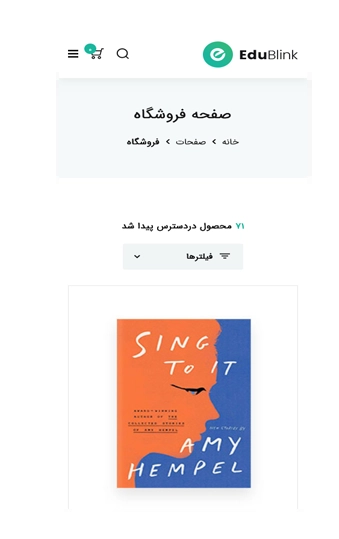 EduBlink
۰
صفحه فروشگاه
خانه > صفحات > فروشگاه
۷۱ محصول دردسترس پیدا شد
فیلترها
SING
TO IT
AWARD-WINNING
AUTHOR OF THE
COLLECTED STORIES
OF AMY HEMPEL
NEW STORIES BY
AMY
HEMPEL